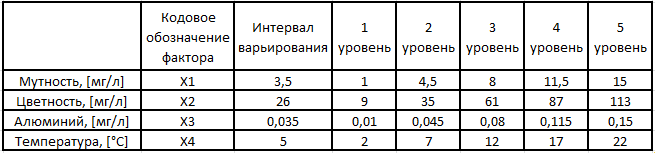 Кодовое обозначение фактора Интервал варьирования 1 уровень 2 уровень 3 уровень 4 уровень 5 уровень
Мутность, [мг/л] X1 3,5 1 4,5 8 11,5 15
Цветность, [мг/л] X2 26 9 35 61 87 113
Алюминий, [мг/л] X3 0,035 0,01 0,045 0,08 0,115 0,15
Температура, [°С] X4 5 2 7 12 17 22